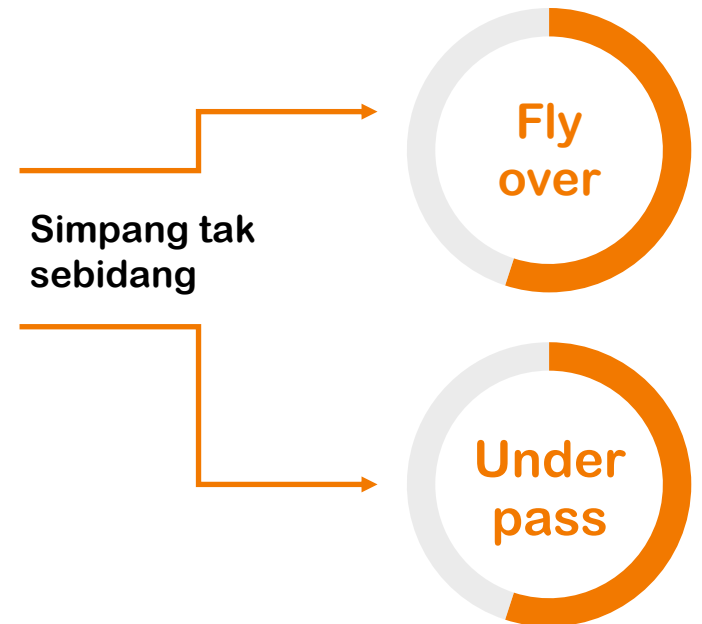 Simpang tak
sebidang
Fly
over
Under
pass